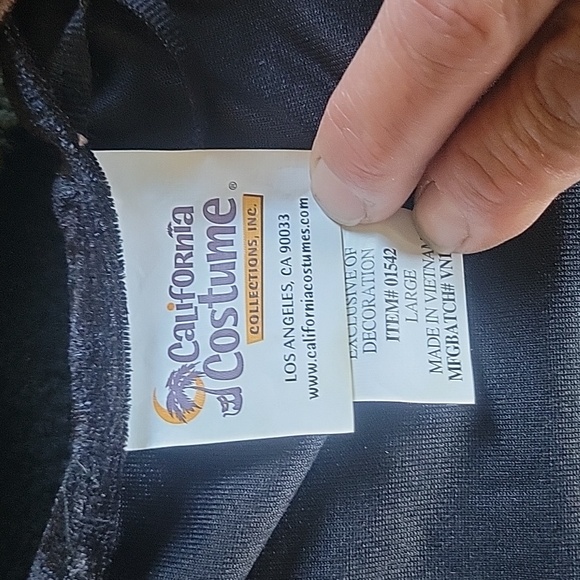 California
Costume®
COLLECTIONS, INC.
LOS ANGELES, CA 90033
www.californiacostumes.com
EXCLUSIVE OF
DECORATION
ITEM# 01542
LARGE
MADE IN VIETNAM
MFGBATCH#